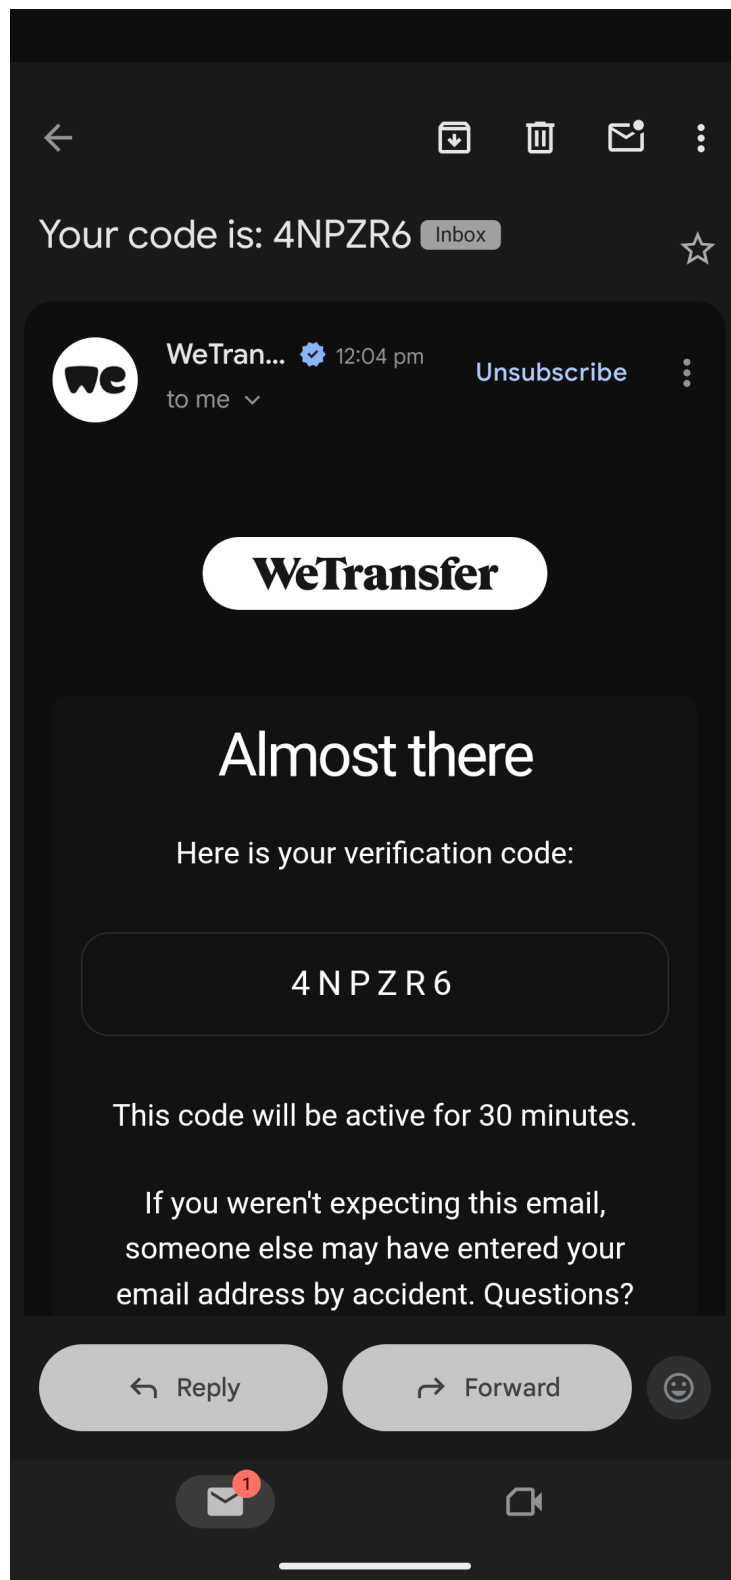 Your code is: 4NPZR6 Inbox
we
WeTran... 12:04 pm
Unsubscribe
to me
WeTransfer
Almost there
Here is your verification code:
4NPZR6
This code will be active for 30 minutes.
If you weren't expecting this email,
someone else may have entered your
email address by accident. Questions?
Reply
Forward
1